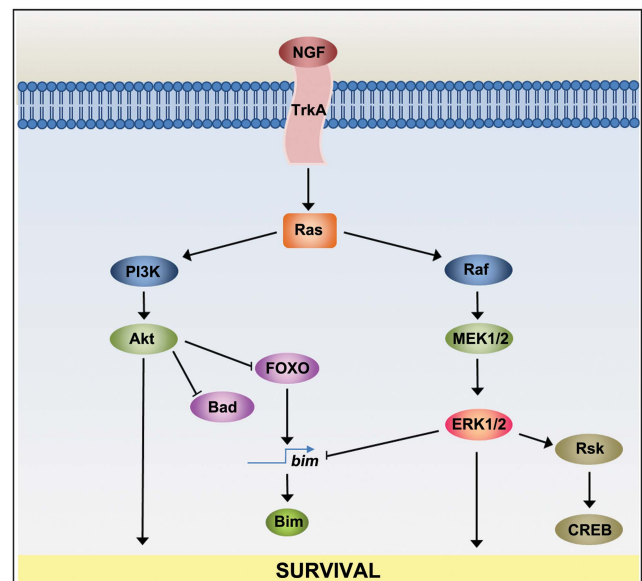 NGF
TrkA
Ras
PI3K
Raf
Akt
MEK1/2
FOXO
Bad
ERK1/2
Rsk
bim
Bim
CREB
SURVIVAL